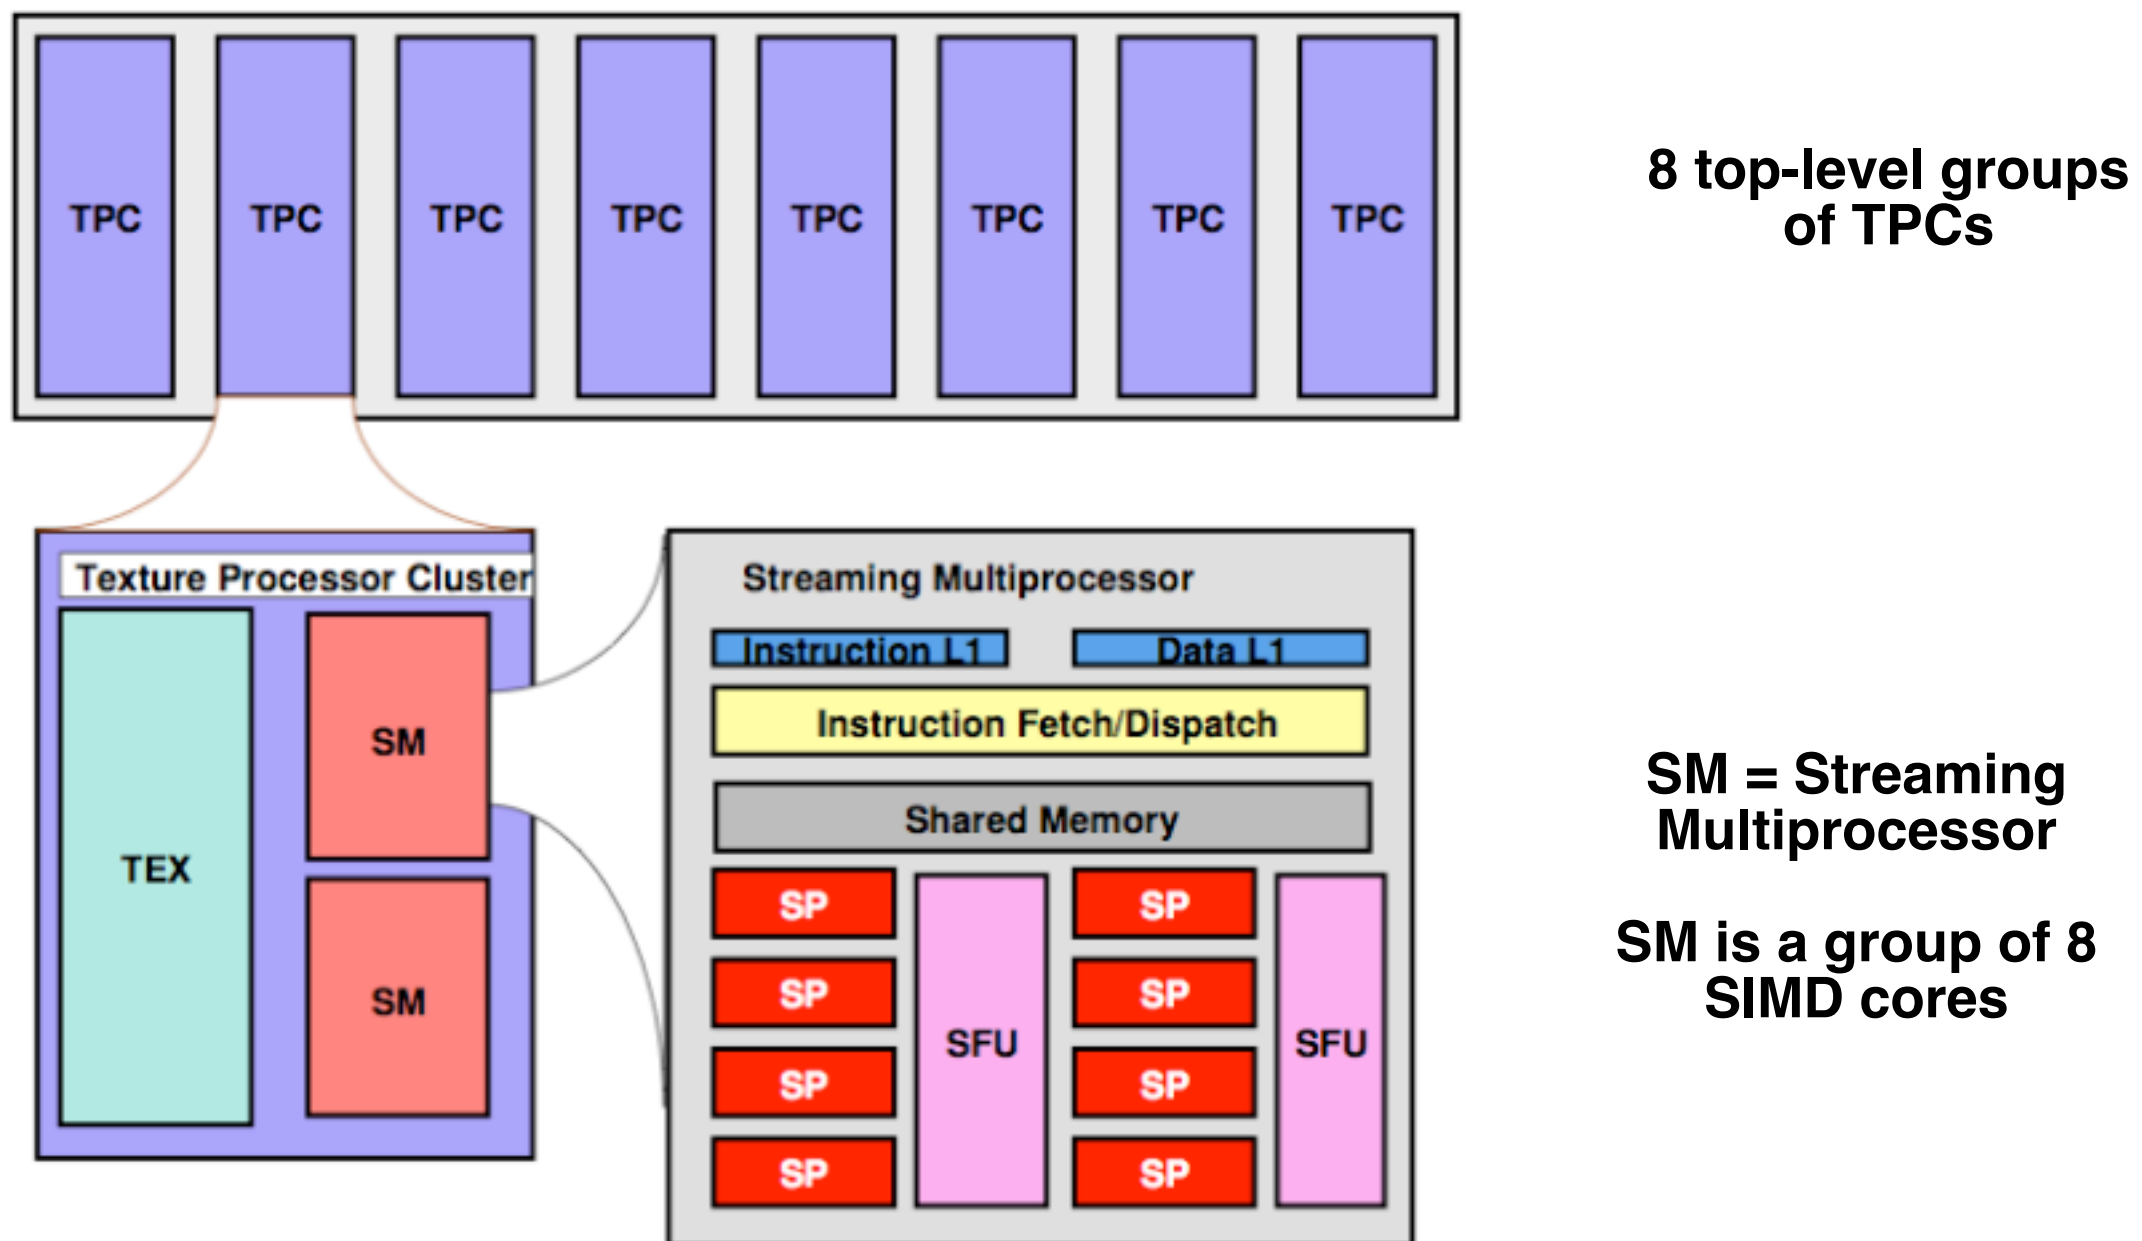 TPC TPC TPC TPC TPC TPC TPC TPC
8 top-level groups
of TPCs
Texture Processor Cluster
TEX
SM
SM
Streaming Multiprocessor
Instruction L1 Data L1
Instruction Fetch/Dispatch
Shared Memory
SP SP
SP SP
SFU SFU
SP SP
SP SP
SM = Streaming
Multiprocessor
SM is a group of 8
SIMD cores